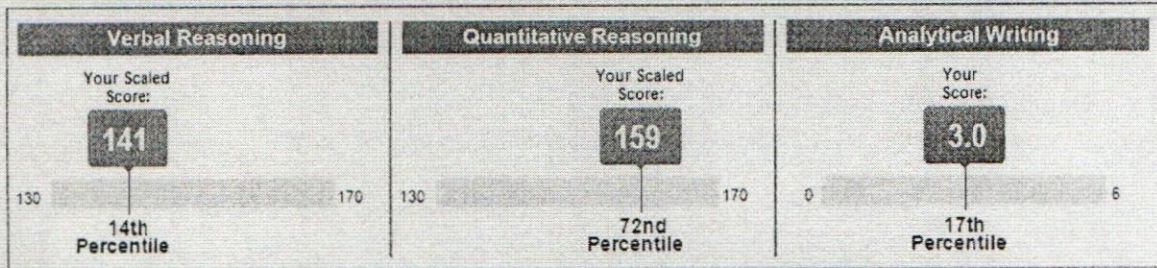 Verbal Reasoning
Your Scaled
Score:
141
130
170
14th
Percentile
Quantitative Reasoning
Your Scaled
Score:
159
130
170
72nd
Percentile
Analytical Writing
Your
Score:
3.0
0
6
17th
Percentile